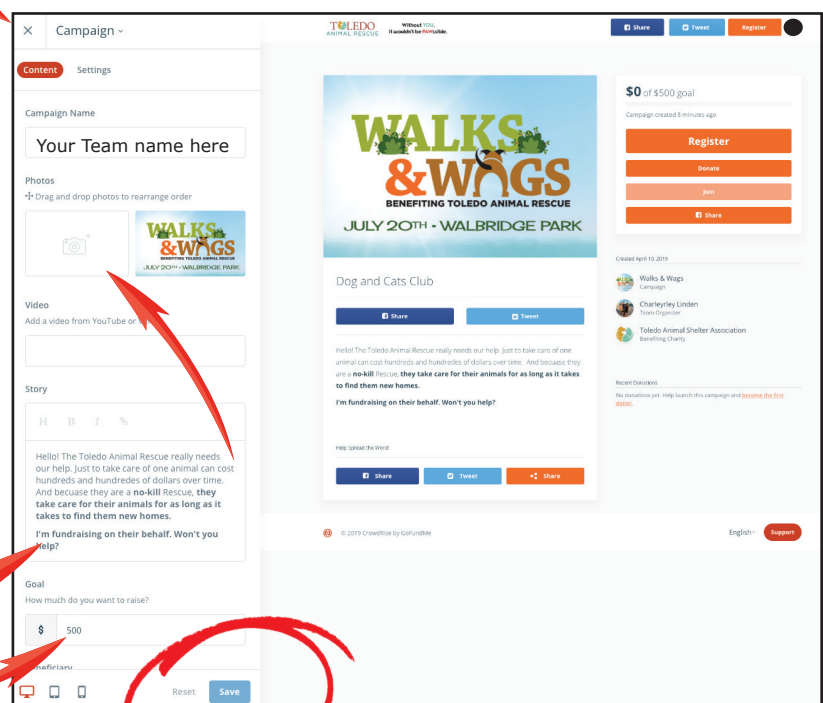 Campaign
Content Settings
Campaign Name
Your Team name here
Photos
Drag and drop photos to rearrange order
WALKS
&WAGS
BENEFITING TOLEDO ANIMAL RESCUE
JULY 20TH · WALBRIDGE PARK
Video
Add a video from YouTube or
Story
H B I
Hello! The Toledo Animal Rescue really needs
our help. Just to take care of one animal can cost
hundreds and hundredes of dollars over time.
And becuase they are a no-kill Rescue, they
take care for their animals for as long as it
takes to find them new homes.
I'm fundraising on their behalf. Won't you
help?
Goal
How much do you want to raise?
$ 500
Beneficiary
Reset Save
TOLEDO
ANIMAL RESCUE
Without YOU,
it wouldn't be PAWssible.
Share Tweet Register
WALKS
&WAGS
BENEFITING TOLEDO ANIMAL RESCUE
JULY 20TH · WALBRIDGE PARK
Dog and Cats Club
Share Tweet
Hello! The Toledo Animal Rescue really needs our help. Just to take care of one
animal can cost hundreds and hundredes of dollars over time. And becuase they
are a no-kill Rescue, they take care for their animals for as long as it takes
to find them new homes.
I'm fundraising on their behalf. Won't you help?
Help Spread the Word!
Share Tweet Share
$0 of $500 goal
Campaign created 8 minutes ago
Register
Donate
Join
Share
Created April 19, 2019
Walks & Wags
Campaign
Charleyrley Linden
Team Organizer
Toledo Animal Shelter Association
Benefiting Charity
Recent Donations
No donations yet. Help launch this campaign and become the first
donor.
© 2019 CrowdRise by GoFundMe
English
Support